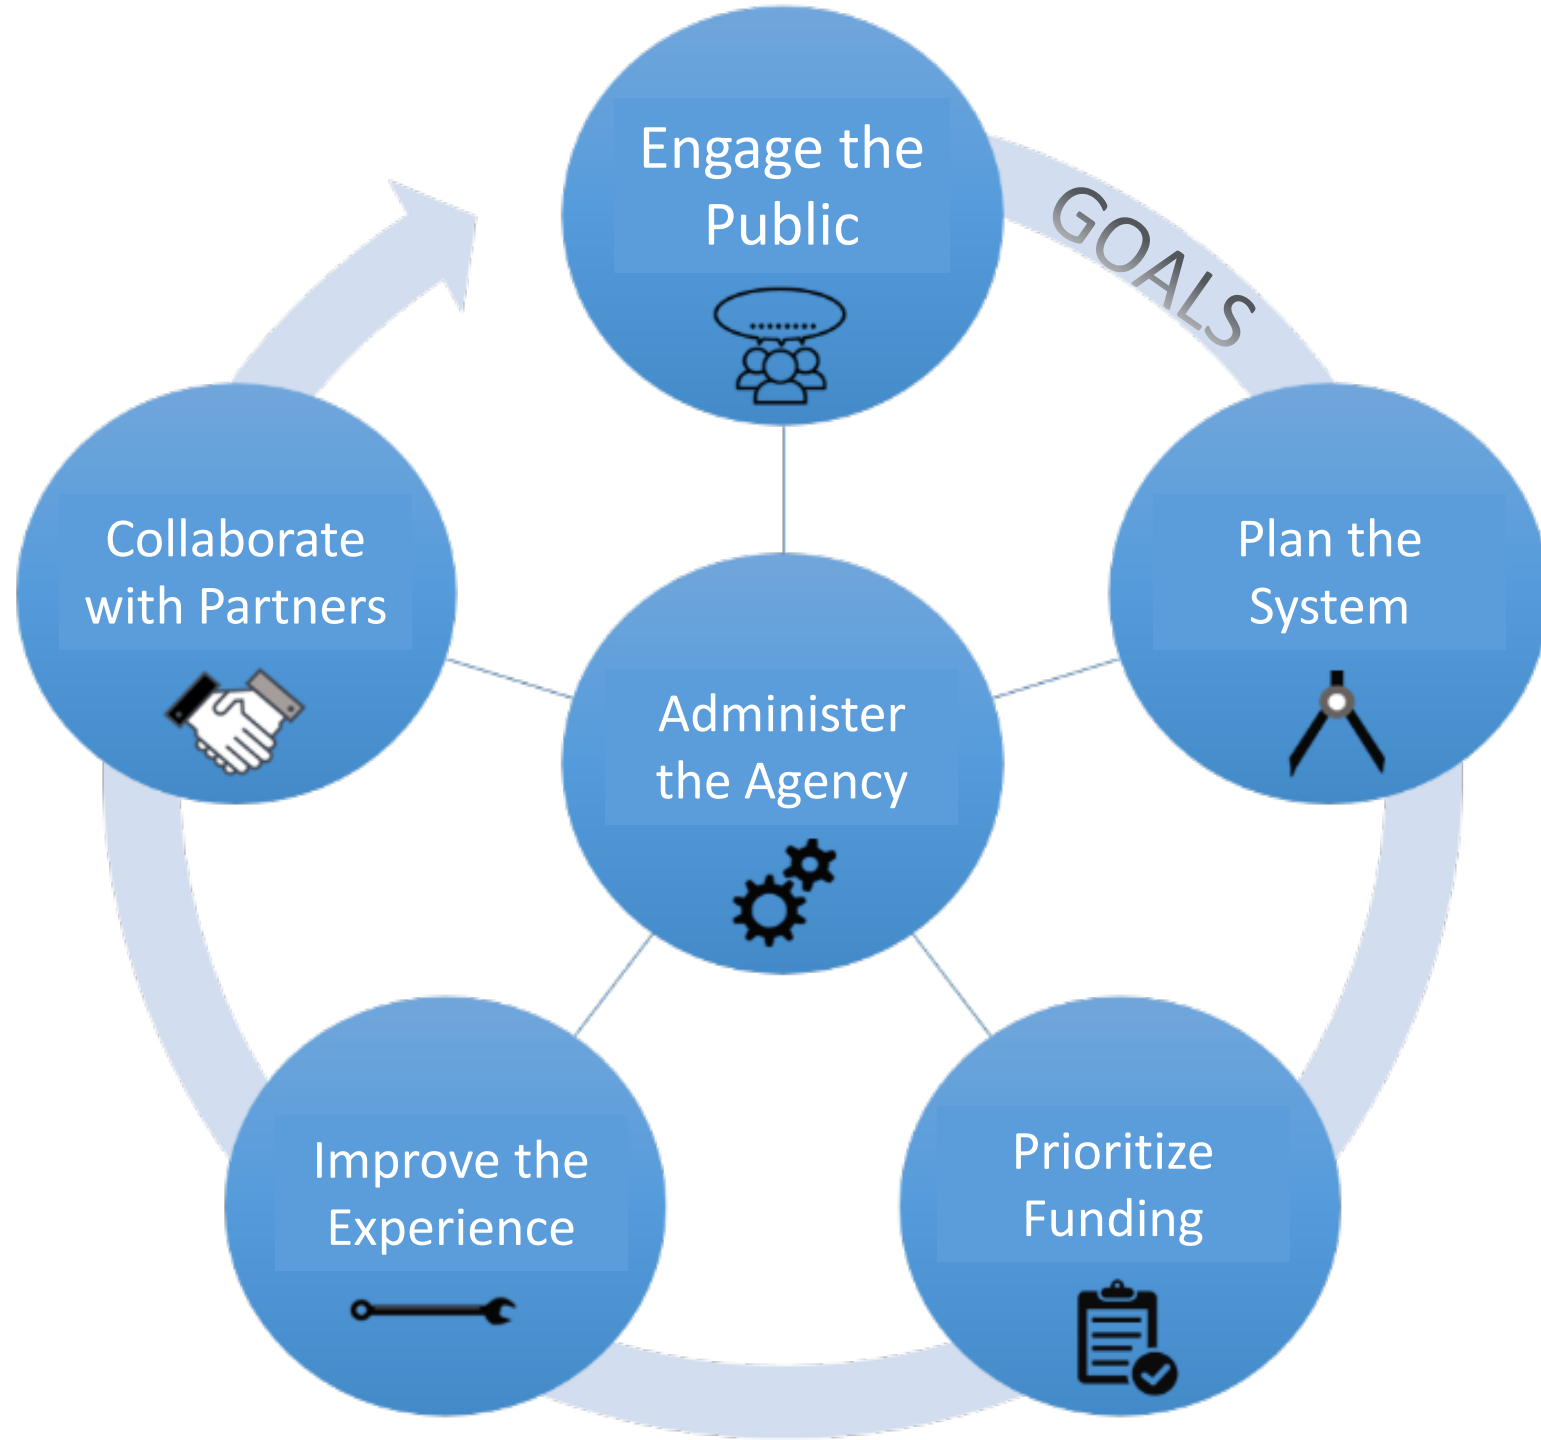 Engage the
Public
GOALS
Collaborate
with Partners
Plan the
System
Administer
the Agency
Improve the
Experience
Prioritize
Funding